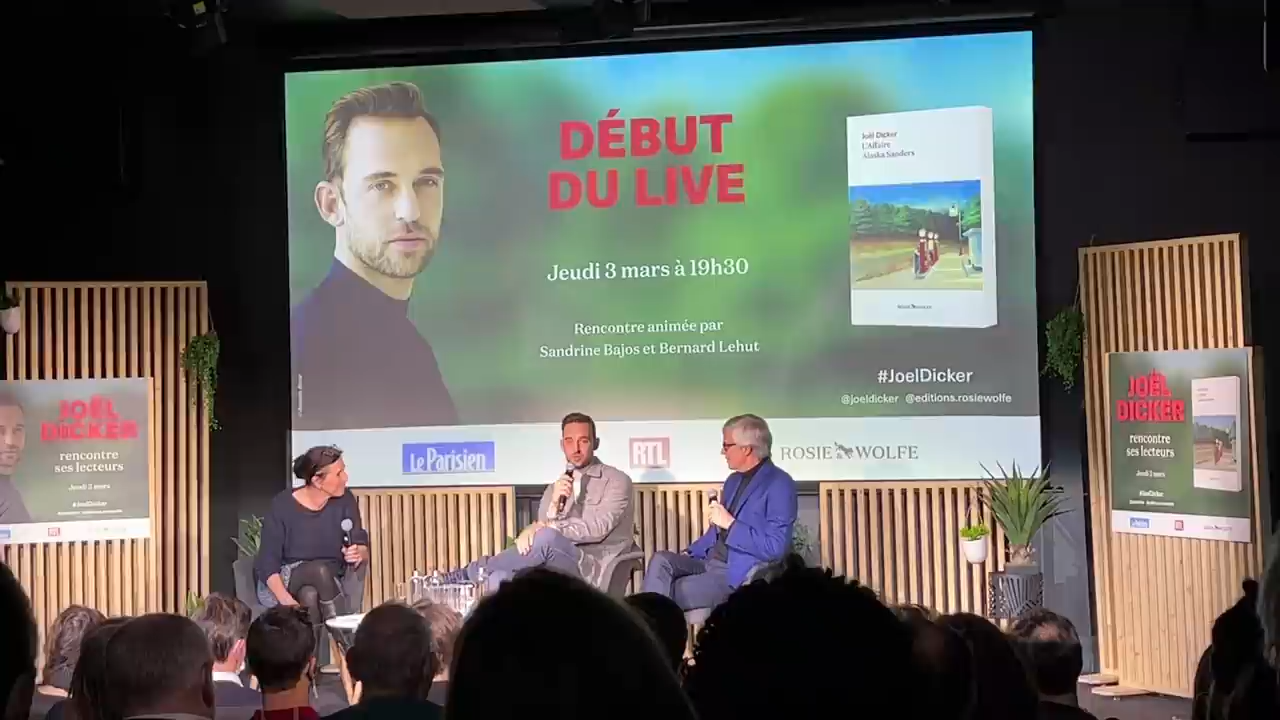 DÉBUT
DU LIVE
Jeudi 3 mars à 19h30
Rencontre animée par
Sandrine Bajos et Bernard Lehut
Joël Dicker
L'Affaire
Alaska Sanders
#JoelDicker
@joeldicker @editions.rosiewolfe
Le Parisien
RTL
ROSIE WOLFE
JOËL
DICKER
rencontre
ses lecteurs
Jeudi 3 mars
#JoelDicker
RTL
JOËL
DICKER
rencontre
ses lecteurs
Jeudi 3 mars
#JoelDicker
RTL